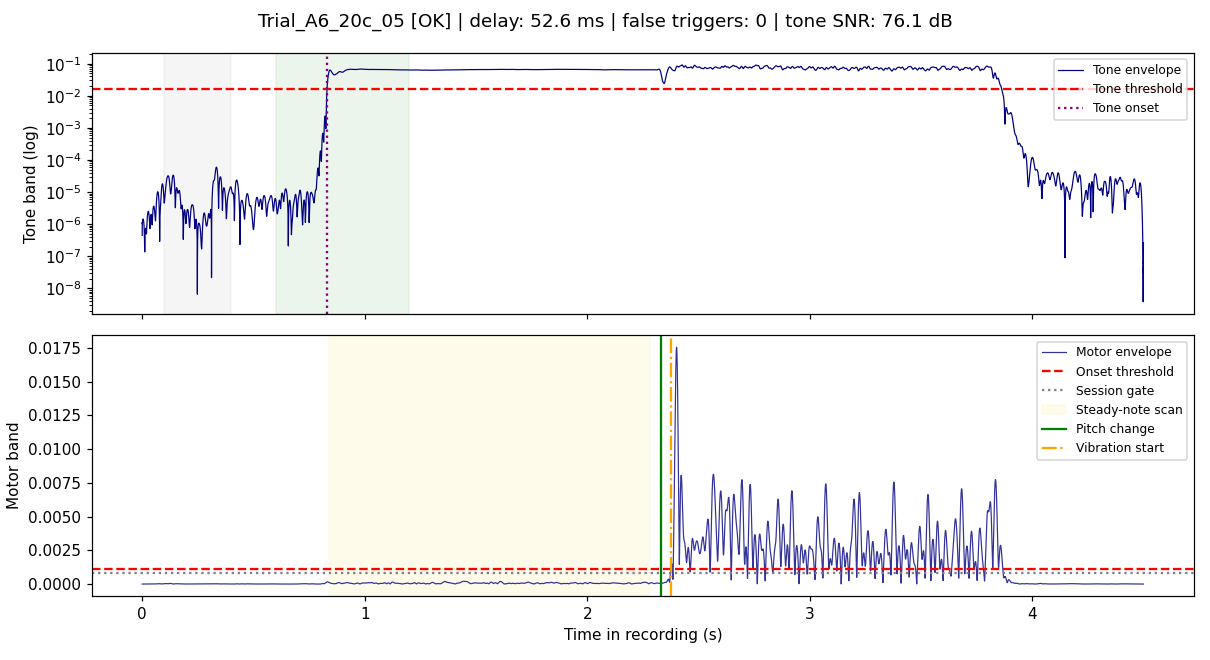 Trial_A6_20c_05 [OK] | delay: 52.6 ms | false triggers: 0 | tone SNR: 76.1 dB
Tone band (log)
10⁻¹
10⁻²
10⁻³
10⁻⁴
10⁻⁵
10⁻⁶
10⁻⁷
10⁻⁸
Tone envelope
Tone threshold
Tone onset
Motor band
0.0175
0.0150
0.0125
0.0100
0.0075
0.0050
0.0025
0.0000
Motor envelope
Onset threshold
Session gate
Steady-note scan
Pitch change
Vibration start
0 1 2 3 4
Time in recording (s)